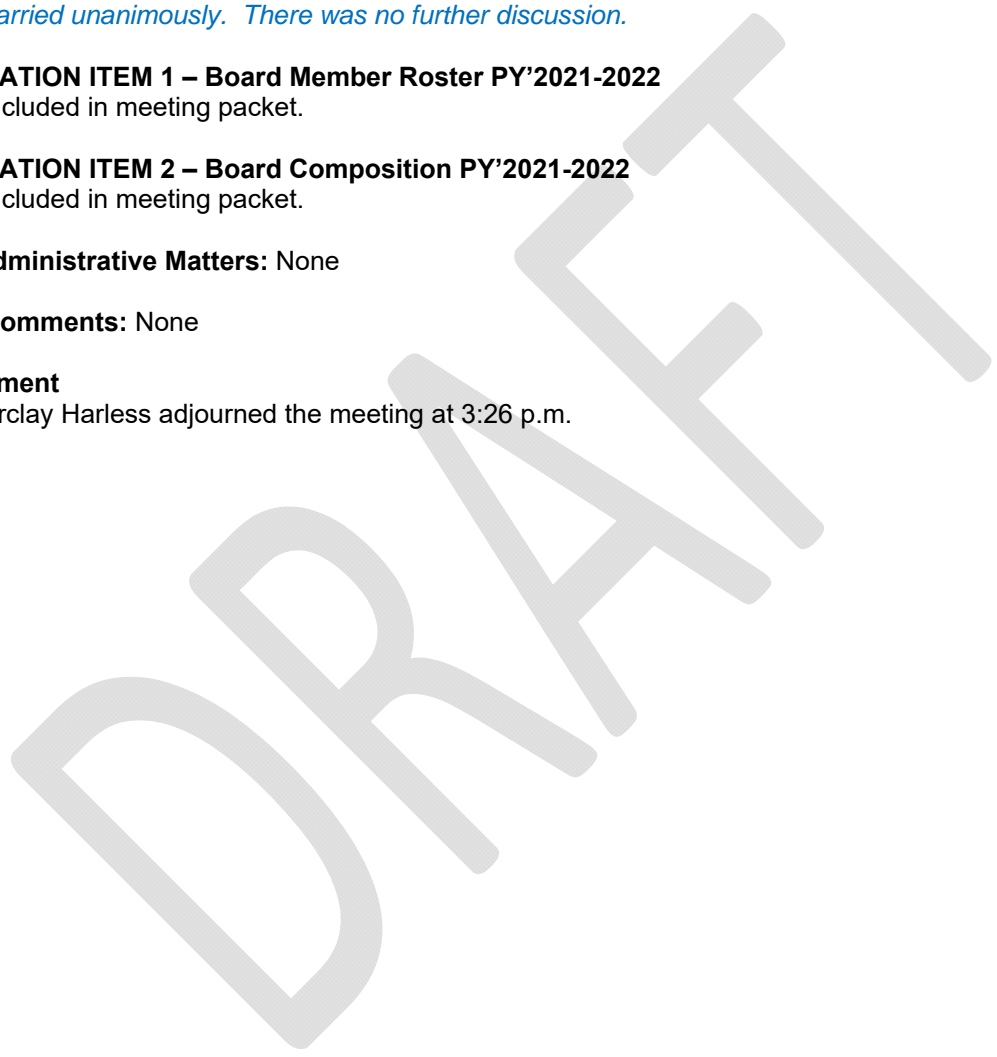 arried unanimously. There was no further discussion.
ATION ITEM 1 – Board Member Roster PY’2021-2022
cluded in meeting packet.
ATION ITEM 2 – Board Composition PY’2021-2022
cluded in meeting packet.
dministrative Matters: None
omments: None
ment
rclay Harless adjourned the meeting at 3:26 p.m.
DRAFT